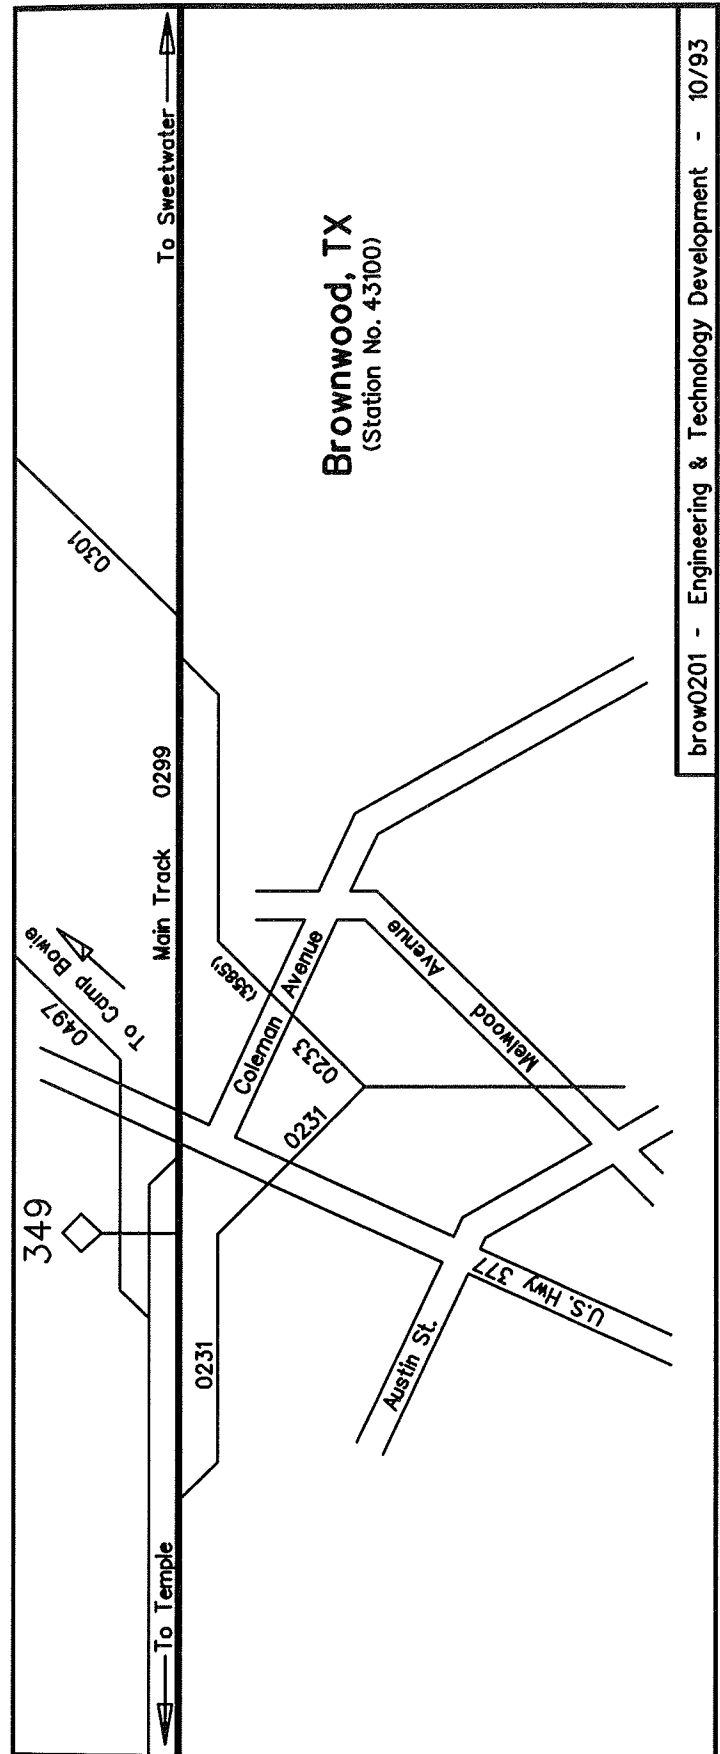 To Temple
To Sweetwater
349
0497
To Camp Bowie
Main Track 0299
0301
0231
(3585')
0231
0233
Coleman Avenue
Melwood Avenue
Austin St.
U.S. Hwy 377
Brownwood, TX
(Station No. 43100)
brow0201 - Engineering & Technology Development - 10/93